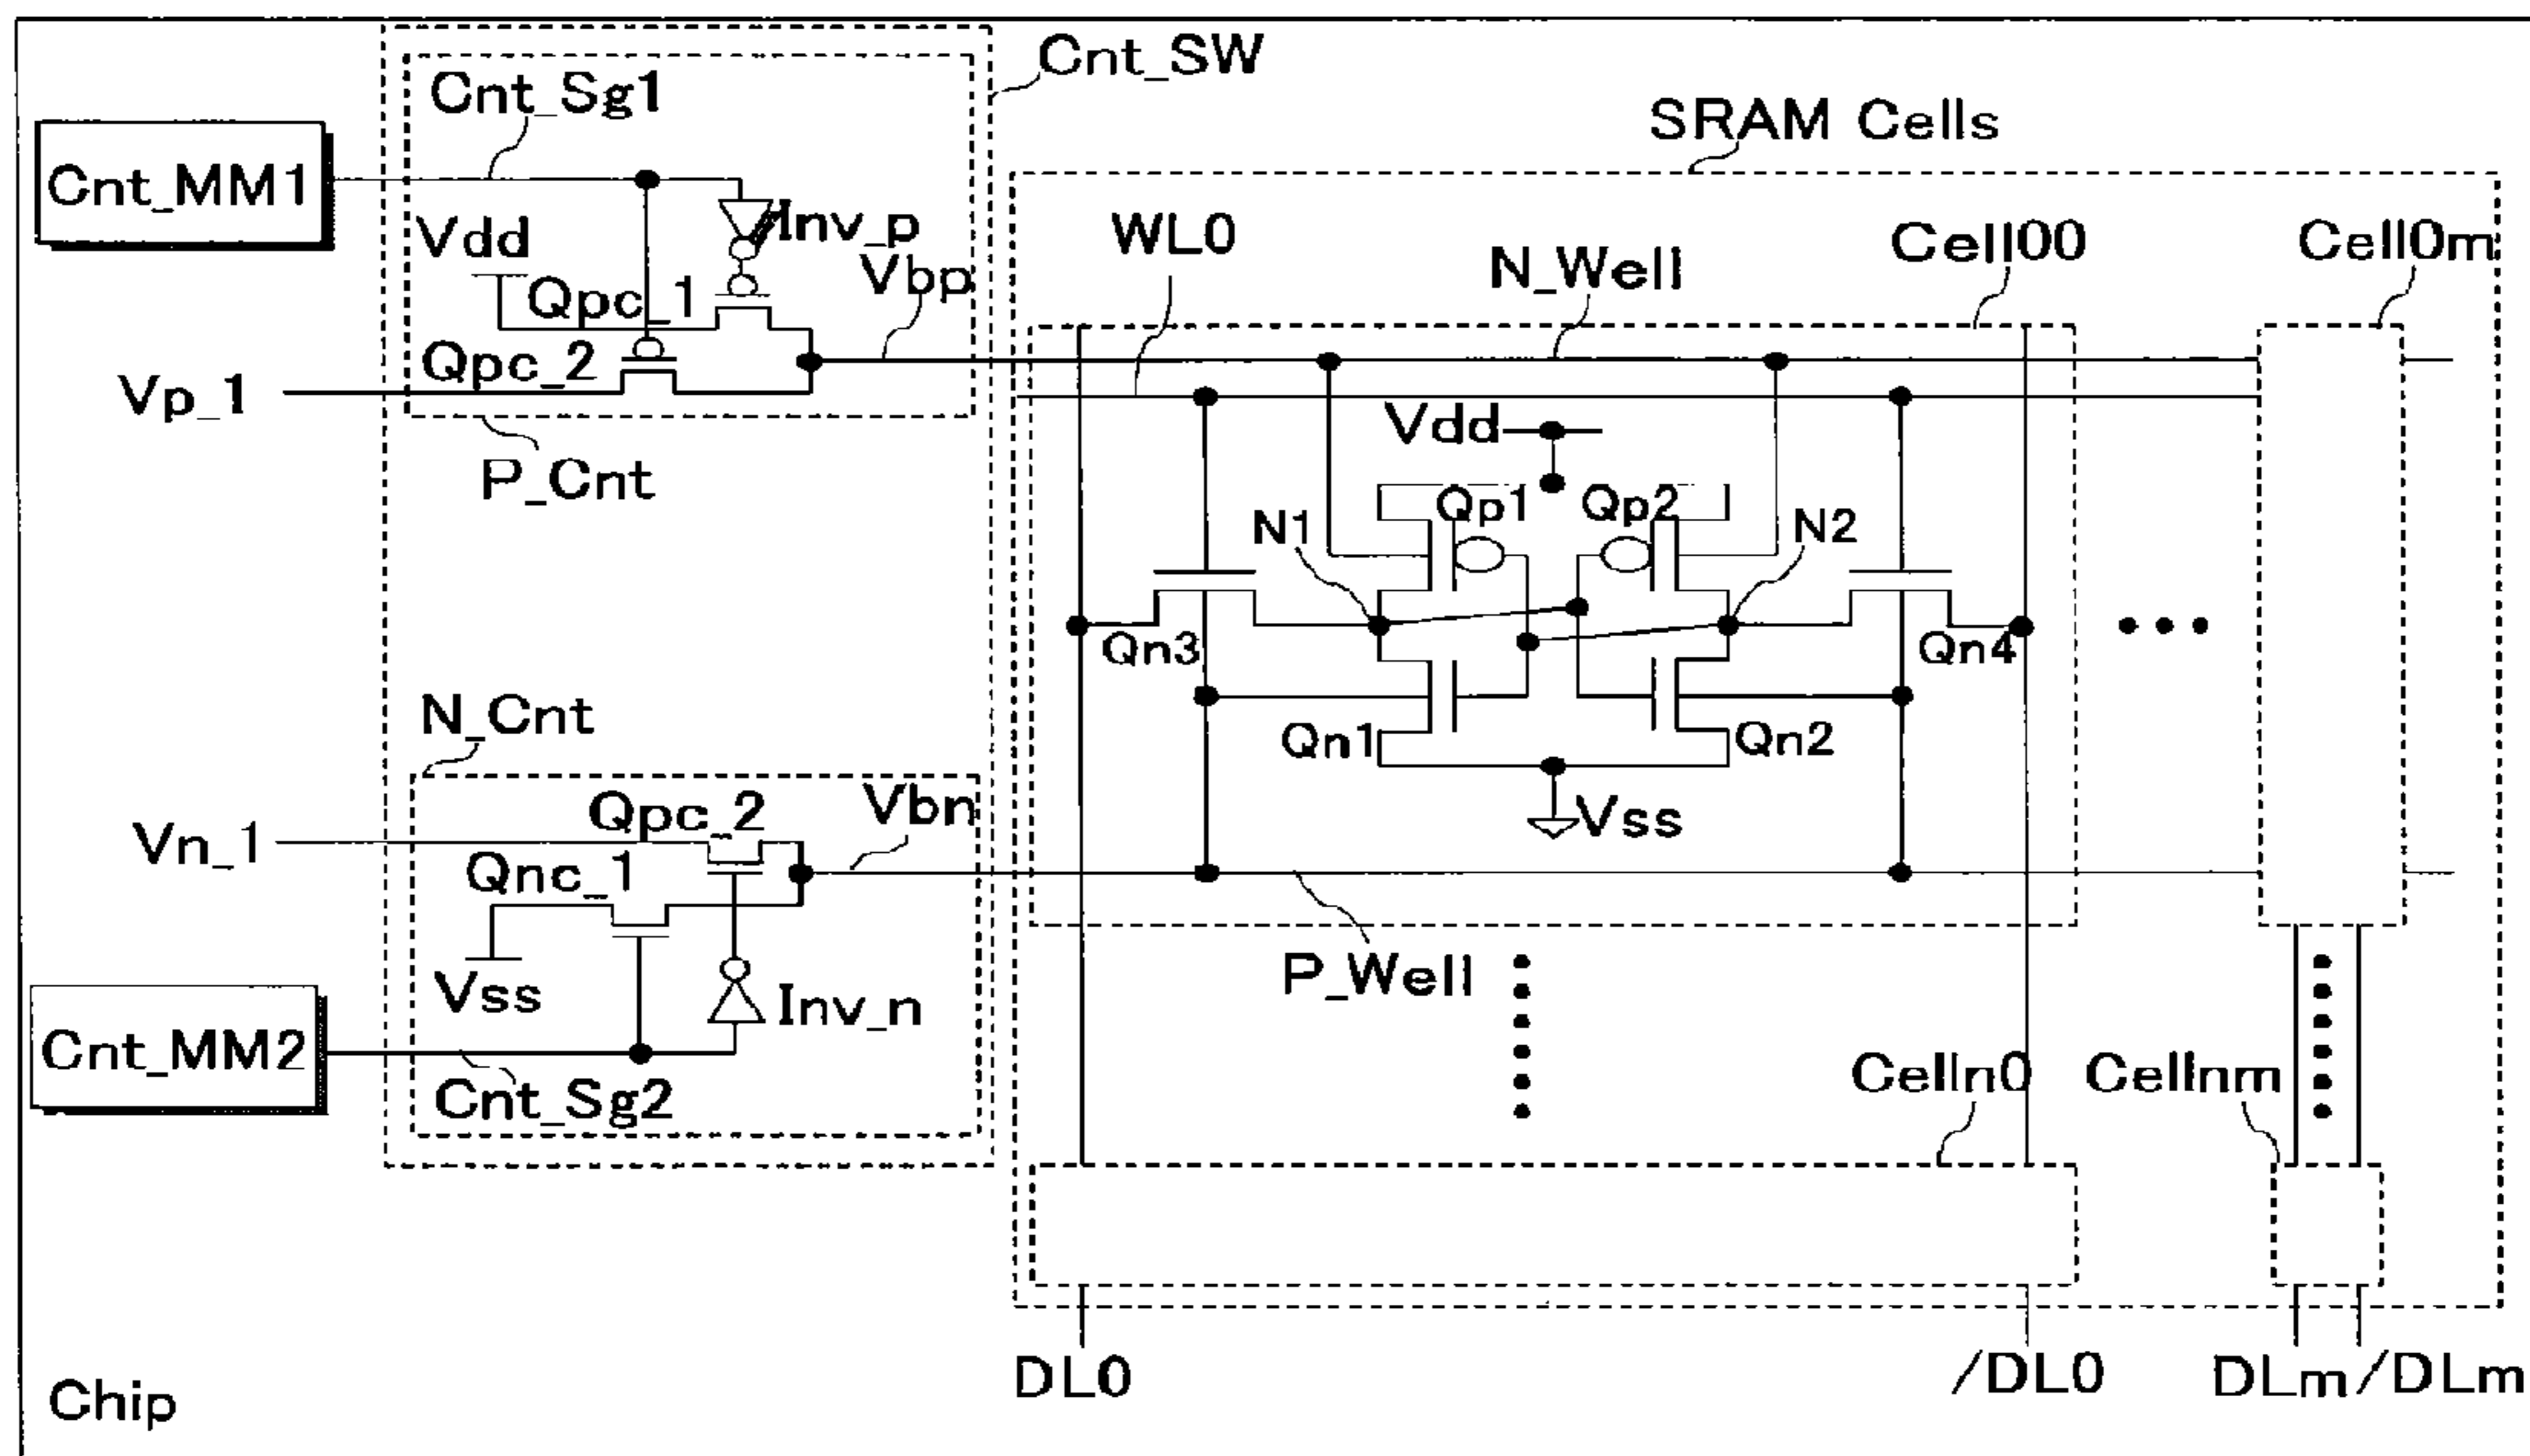 Cnt_SW
Cnt_Sg1
SRAM Cells
Cnt_MM1
Inv_p
Vdd
WL0
Cell00
Cell0m
Vbp
N_Well
Qpc_1
Qpc_2
Vp_1
Vdd
P_Cnt
Qp1
Qp2
N1
N2
Qn3
Qn4
N_Cnt
Qn1
Qn2
Qpc_2
Vbn
Vn_1
Vss
Qnc_1
P_Well
Vss
Inv_n
Cnt_MM2
Celln0
Cellnm
Cnt_Sg2
DL0
/DL0
DLm
/DLm
Chip